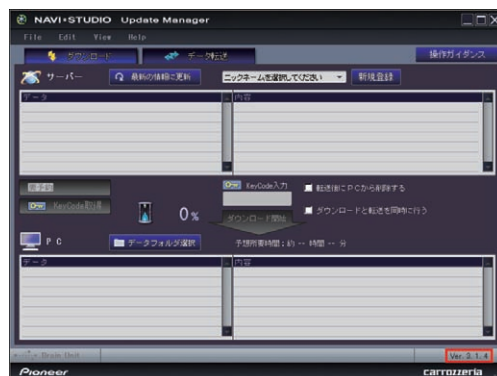 NAVI*STUDIO Update Manager
File Edit View Help
ダウンロード データ転送 操作ガイダンス
サーバー 最新の情報に更新 ニックネームを選択してください 新規登録
データ 内容
KeyCode取得
KeyCode入力 転送後にPCから削除する
0% ダウンロード開始 ダウンロードと転送を同時に行う
PC データフォルダ選択 予想所要時間:約 -- 時間 -- 分
データ 内容
Brain Unit Ver. 3. 1. 4
Pioneer carrozzeria